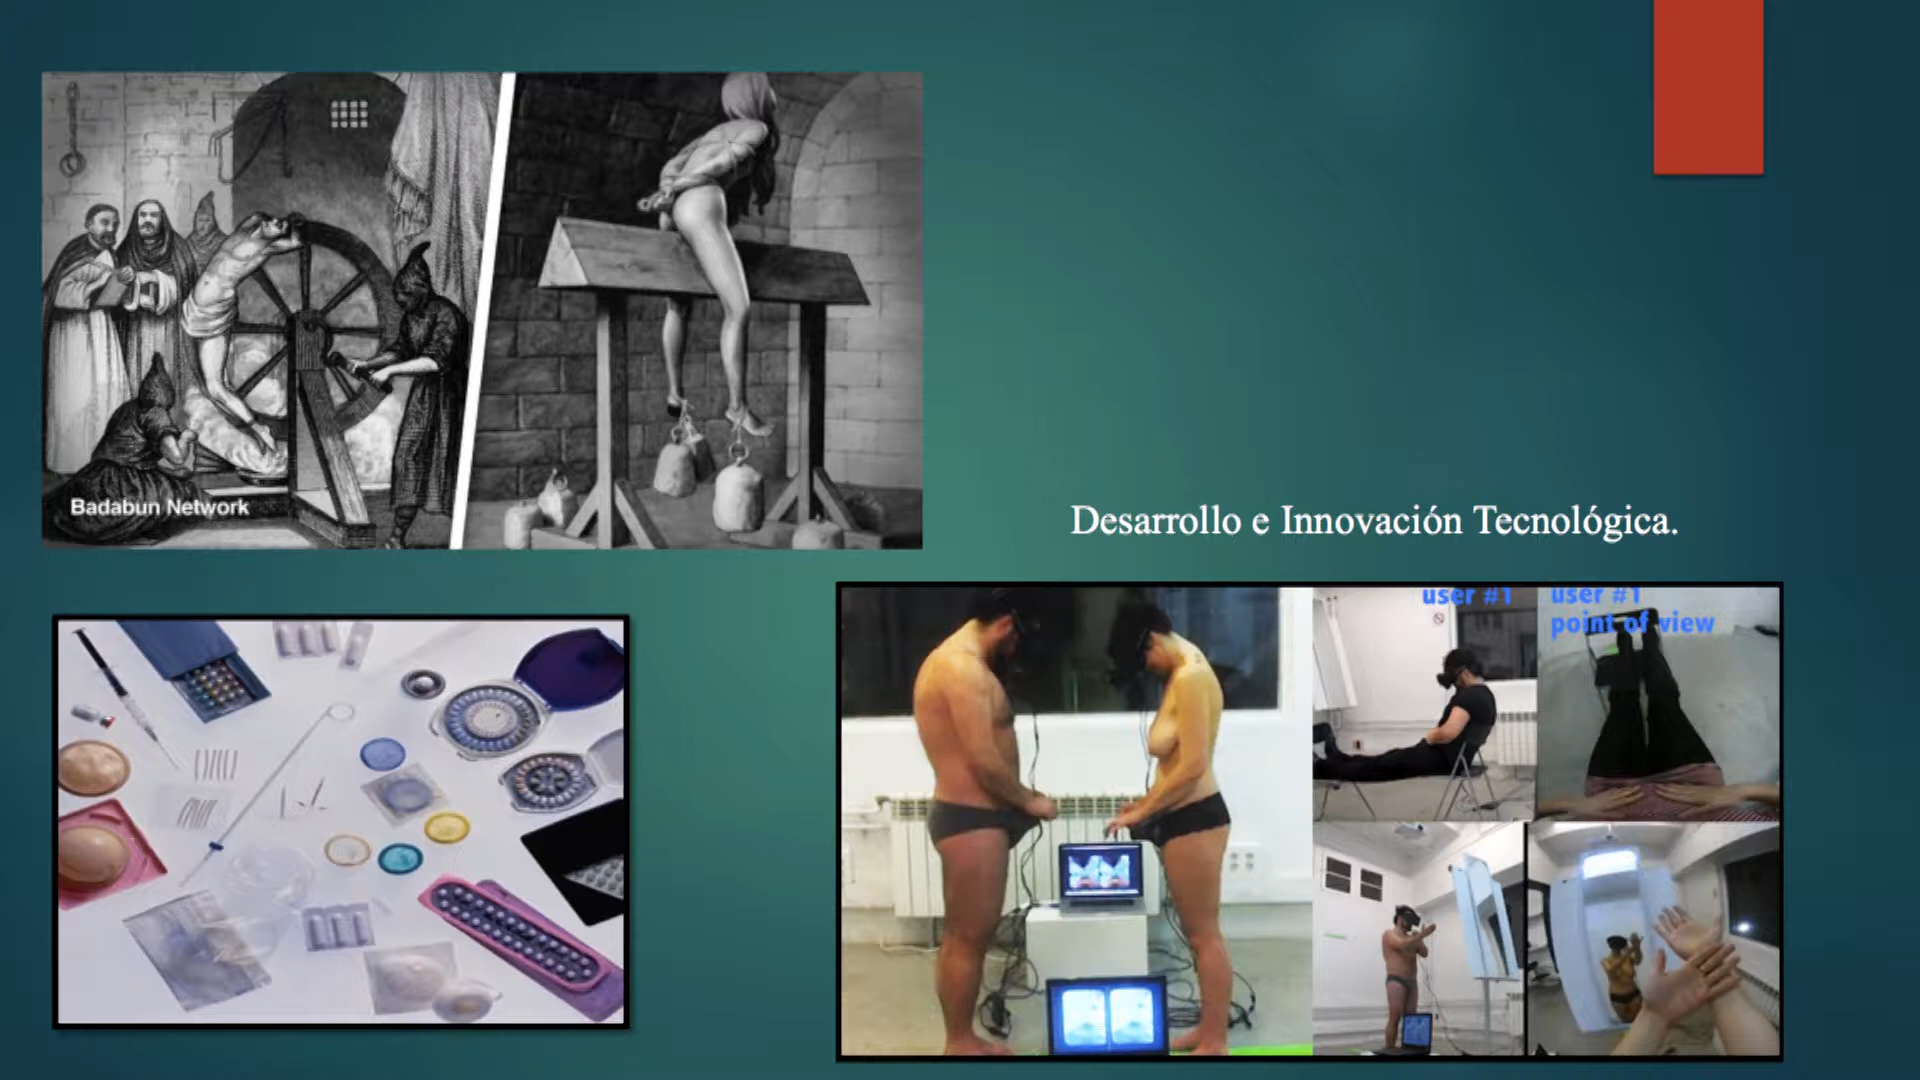 Badabun Network
Desarrollo e Innovación Tecnológica.
user #1
user #1
point of view